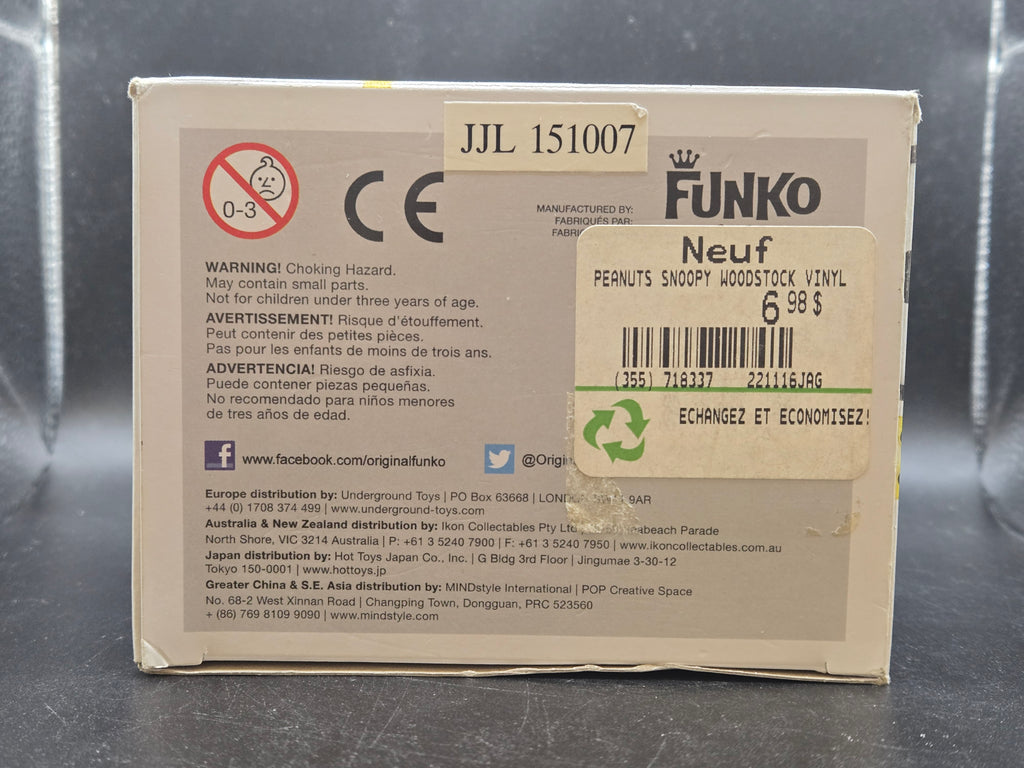 JJL 151007
0-3
CE
MANUFACTURED BY:
FABRIQUÉS PAR:
FUNKO
Neuf
PEANUTS SNOOPY WOODSTOCK VINYL
6 98 $
(355) 718337 221116JAG
ECHANGEZ ET ECONOMISEZ!
WARNING! Choking Hazard.
May contain small parts.
Not for children under three years of age.
AVERTISSEMENT! Risque d'étouffement.
Peut contenir des petites pièces.
Pas pour les enfants de moins de trois ans.
ADVERTENCIA! Riesgo de asfixia.
Puede contener piezas pequeñas.
No recomendado para niños menores
de tres años de edad.
f www.facebook.com/originalfunko
Europe distribution by: Underground Toys | PO Box 63668 | 9AR
+44 (0) 1708 374 499 | www.underground-toys.com
Australia & New Zealand distribution by: Ikon Collectables Pty Parade
North Shore, VIC 3214 Australia | P: +61 3 5240 7900 | F: +61 3 5240 7950 | www.ikoncollectables.com.au
Japan distribution by: Hot Toys Japan Co., Inc. | G Bldg 3rd Floor | Jingumae 3-30-12
Tokyo 150-0001 | www.hottoys.jp
Greater China & S.E. Asia distribution by: MINDstyle International | POP Creative Space
No. 68-2 West Xinnan Road | Changping Town, Dongguan, PRC 523560
+ (86) 769 8109 9090 | www.mindstyle.com